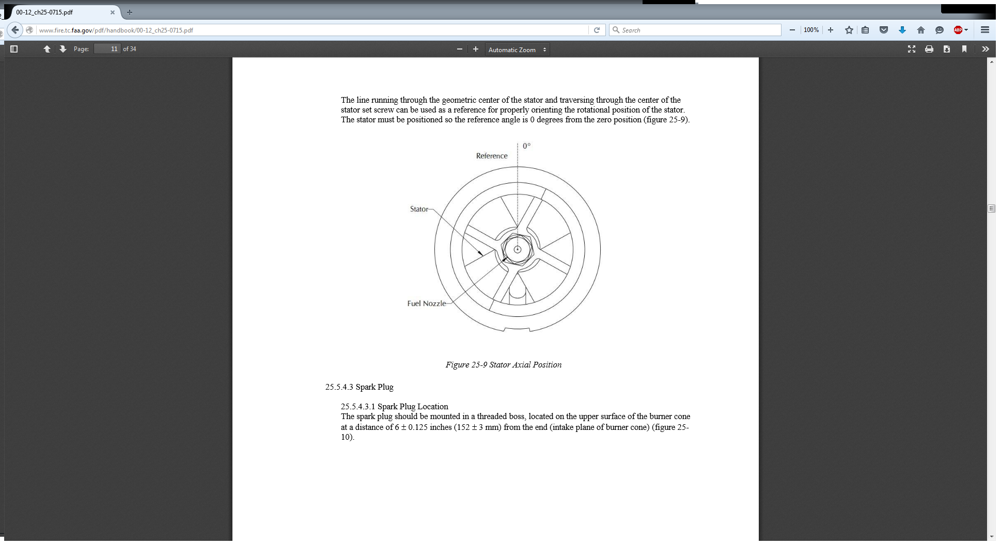 00-12_ch25-0715.pdf
www.fire.tc.faa.gov/pdf/handbook/00-12_ch25-0715.pdf
Search
100%
ABP
Page: 11 of 34
Automatic Zoom
The line running through the geometric center of the stator and traversing through the center of the
stator set screw can be used as a reference for properly orienting the rotational position of the stator.
The stator must be positioned so the reference angle is 0 degrees from the zero position (figure 25-9).
0°
Reference
Stator
Fuel Nozzle
Figure 25-9 Stator Axial Position
25.5.4.3 Spark Plug
25.5.4.3.1 Spark Plug Location
The spark plug should be mounted in a threaded boss, located on the upper surface of the burner cone
at a distance of 6 ± 0.125 inches (152 ± 3 mm) from the end (intake plane of burner cone) (figure 25-
10).